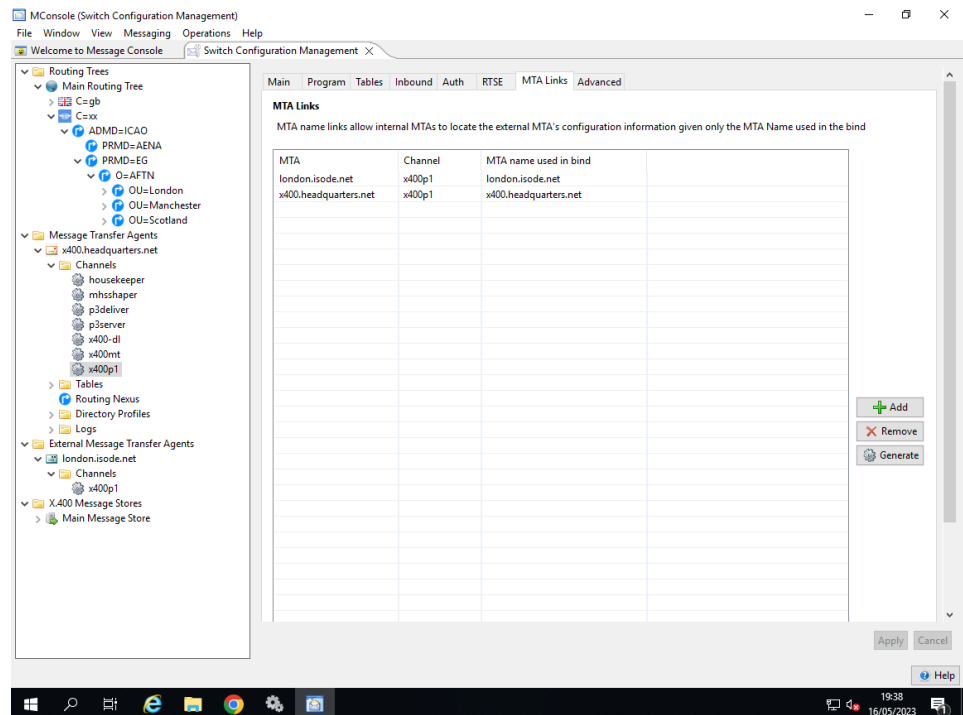 MConsole (Switch Configuration Management)
File Window View Messaging Operations Help
Welcome to Message Console
Switch Configuration Management
Routing Trees
Main Routing Tree
C=gb
C=xx
ADMD=ICAO
PRMD=AENA
PRMD=EG
O=AFTN
OU=London
OU=Manchester
OU=Scotland
Message Transfer Agents
x400.headquarters.net
Channels
housekeeper
mhsshaper
p3deliver
p3server
x400-dl
x400mt
x400p1
Tables
Routing Nexus
Directory Profiles
Logs
External Message Transfer Agents
london.isode.net
Channels
x400p1
X.400 Message Stores
Main Message Store
Main Program Tables Inbound Auth RTSE MTA Links Advanced
MTA Links
MTA name links allow internal MTAs to locate the external MTA's configuration information given only the MTA Name used in the bind
MTA Channel MTA name used in bind
london.isode.net x400p1 london.isode.net
x400.headquarters.net x400p1 x400.headquarters.net
Add
Remove
Generate
Apply Cancel
Help
19:38
16/05/2023